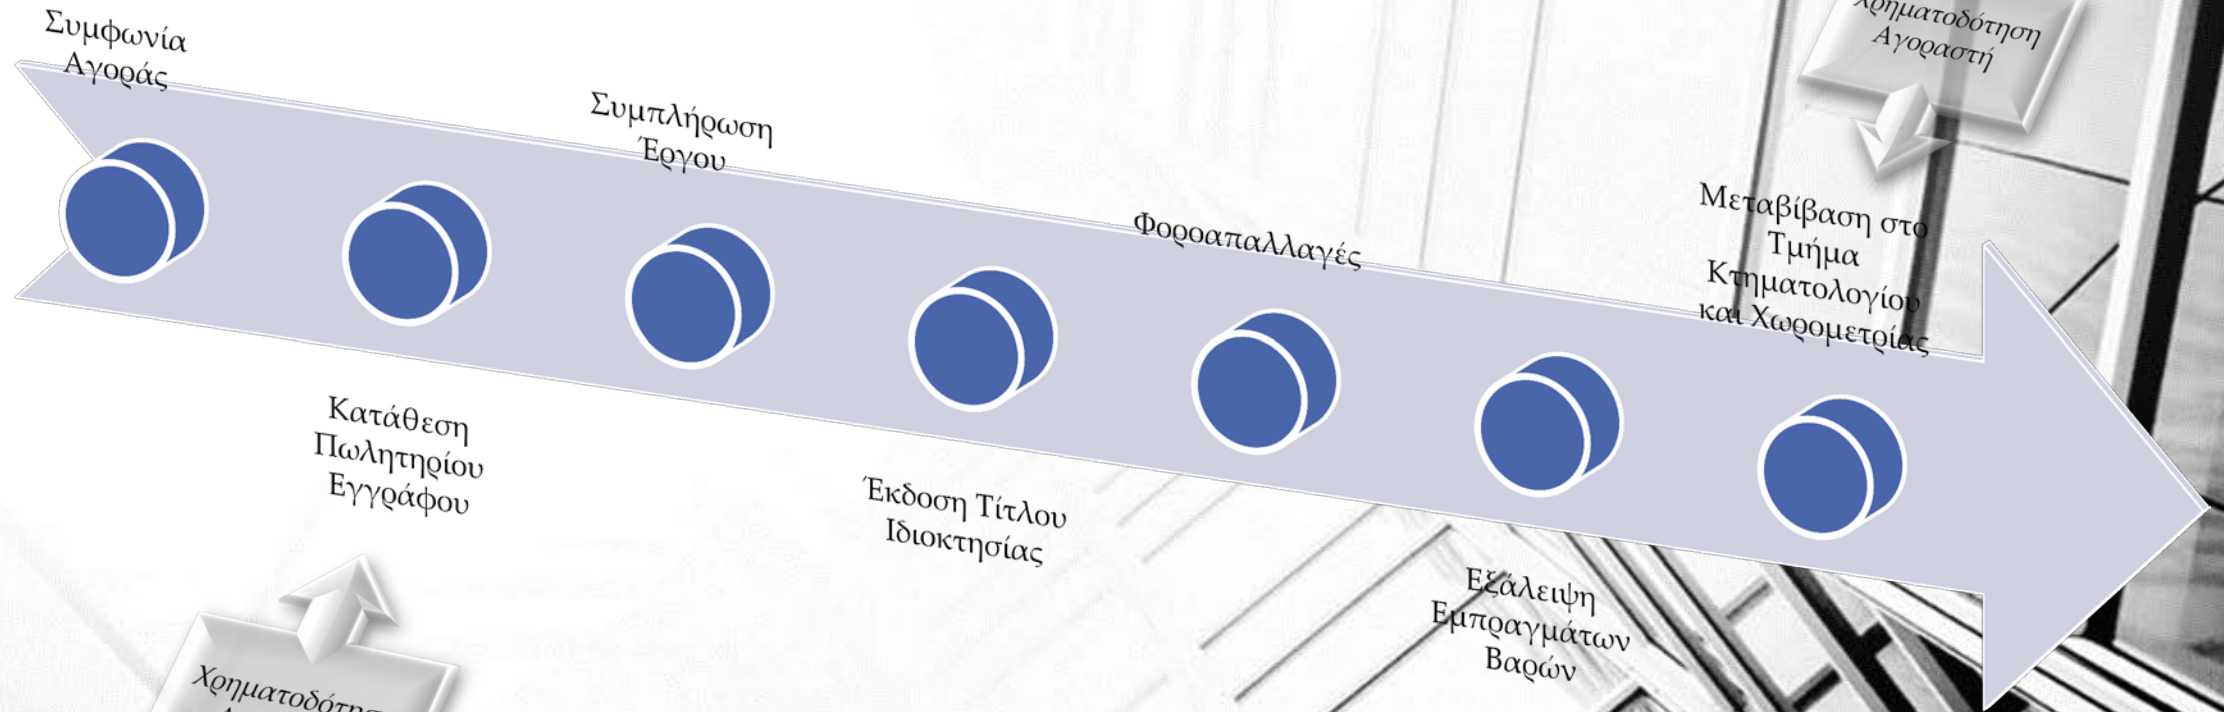 Συμφωνία
Αγοράς
Συμπλήρωση
Έργου
Φοροαπαλλαγές
Χρηματοδότηση
Αγοραστή
Μεταβίβαση στο
Τμήμα
Κτηματολογίου
και Χωρομετρίας
Κατάθεση
Πωλητηρίου
Εγγράφου
Έκδοση Τίτλου
Ιδιοκτησίας
Εξάλειψη
Εμπραγμάτων
Βαρών